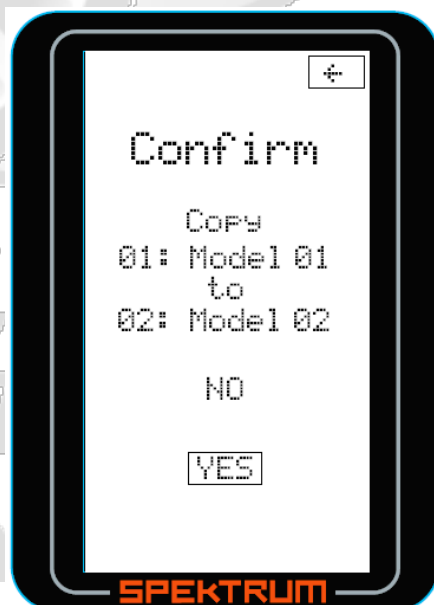 ←
Confirm
Copy
01: Model 01
to
02: Model 02
NO
YES
SPEKTRUM